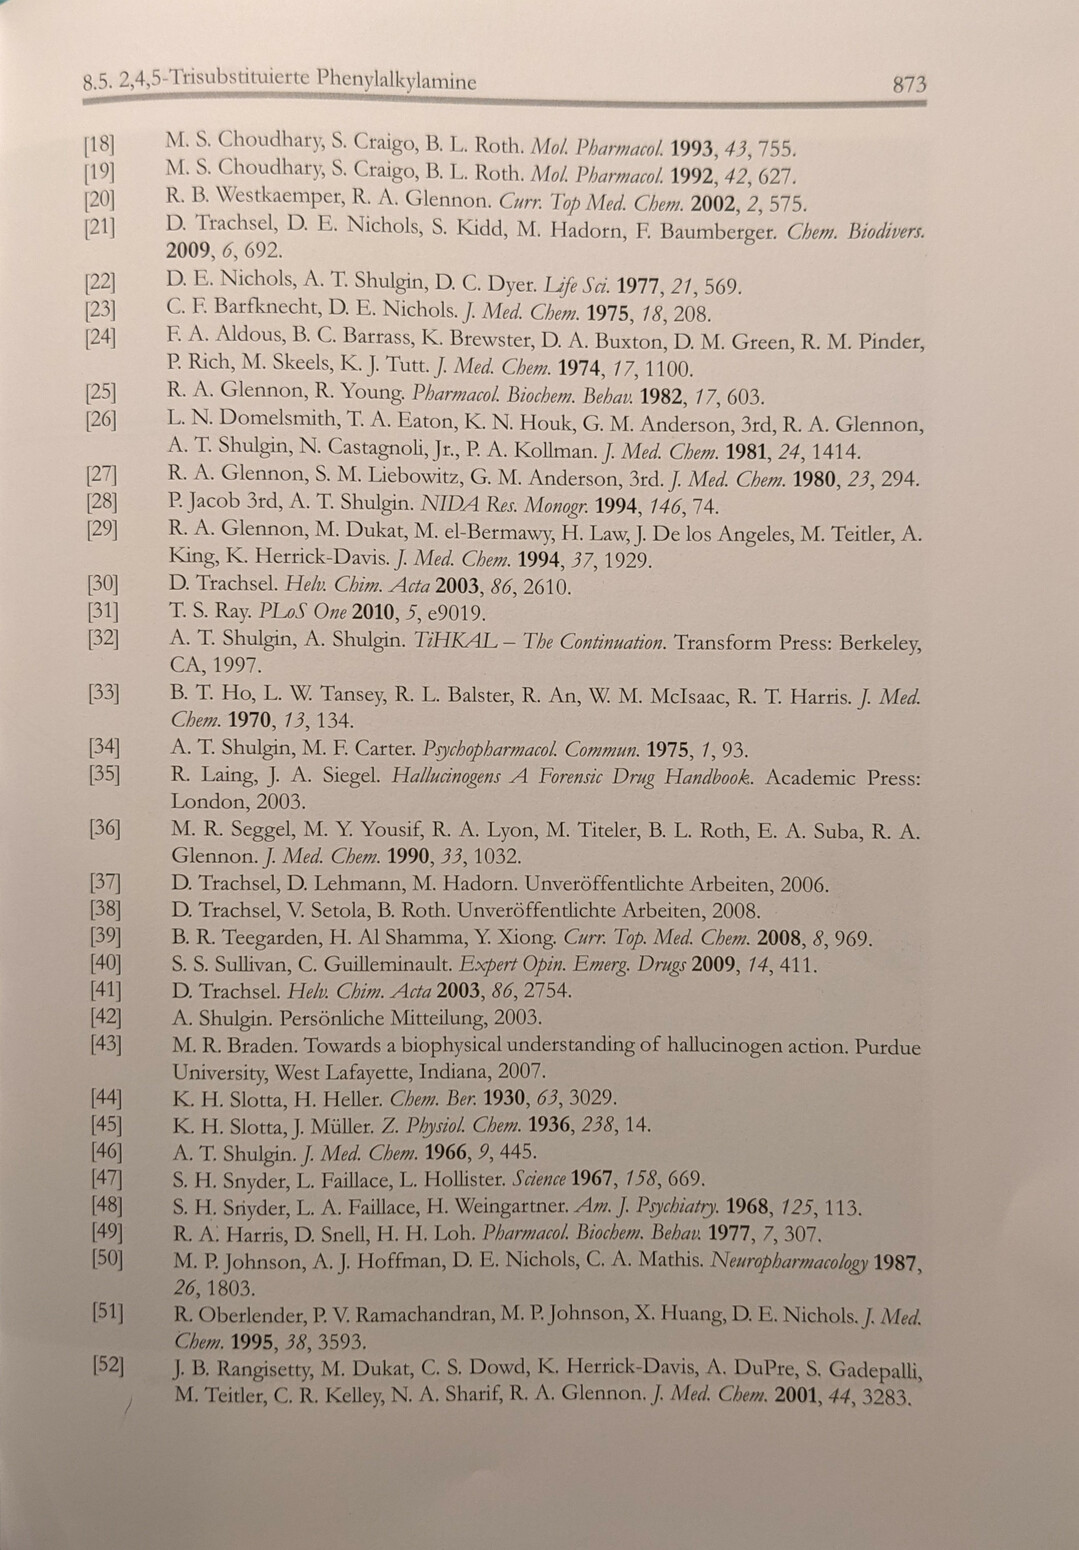 8.5. 2,4,5-Trisubstituierte Phenylalkylamine 873
[18] M. S. Choudhary, S. Craigo, B. L. Roth. Mol. Pharmacol. 1993, 43, 755.
[19] M. S. Choudhary, S. Craigo, B. L. Roth. Mol. Pharmacol. 1992, 42, 627.
[20] R. B. Westkaemper, R. A. Glennon. Curr. Top Med. Chem. 2002, 2, 575.
[21] D. Trachsel, D. E. Nichols, S. Kidd, M. Hadorn, F. Baumberger. Chem. Biodivers.
2009, 6, 692.
[22] D. E. Nichols, A. T. Shulgin, D. C. Dyer. Life Sci. 1977, 21, 569.
[23] C. F. Barfknecht, D. E. Nichols. J. Med. Chem. 1975, 18, 208.
[24] F. A. Aldous, B. C. Barrass, K. Brewster, D. A. Buxton, D. M. Green, R. M. Pinder,
P. Rich, M. Skeels, K. J. Tutt. J. Med. Chem. 1974, 17, 1100.
[25] R. A. Glennon, R. Young. Pharmacol. Biochem. Behav. 1982, 17, 603.
[26] L. N. Domelsmith, T. A. Eaton, K. N. Houk, G. M. Anderson, 3rd, R. A. Glennon,
A. T. Shulgin, N. Castagnoli, Jr., P. A. Kollman. J. Med. Chem. 1981, 24, 1414.
[27] R. A. Glennon, S. M. Liebowitz, G. M. Anderson, 3rd. J. Med. Chem. 1980, 23, 294.
[28] P. Jacob 3rd, A. T. Shulgin. NIDA Res. Monogr. 1994, 146, 74.
[29] R. A. Glennon, M. Dukat, M. el-Bermawy, H. Law, J. De los Angeles, M. Teitler, A.
King, K. Herrick-Davis. J. Med. Chem. 1994, 37, 1929.
[30] D. Trachsel. Helv. Chim. Acta 2003, 86, 2610.
[31] T. S. Ray. PLoS One 2010, 5, e9019.
[32] A. T. Shulgin, A. Shulgin. TiHKAL – The Continuation. Transform Press: Berkeley,
CA, 1997.
[33] B. T. Ho, L. W. Tansey, R. L. Balster, R. An, W. M. McIsaac, R. T. Harris. J. Med.
Chem. 1970, 13, 134.
[34] A. T. Shulgin, M. F. Carter. Psychopharmacol. Commun. 1975, 1, 93.
[35] R. Laing, J. A. Siegel. Hallucinogens A Forensic Drug Handbook. Academic Press:
London, 2003.
[36] M. R. Seggel, M. Y. Yousif, R. A. Lyon, M. Titeler, B. L. Roth, E. A. Suba, R. A.
Glennon. J. Med. Chem. 1990, 33, 1032.
[37] D. Trachsel, D. Lehmann, M. Hadorn. Unveröffentlichte Arbeiten, 2006.
[38] D. Trachsel, V. Setola, B. Roth. Unveröffentlichte Arbeiten, 2008.
[39] B. R. Teegarden, H. Al Shamma, Y. Xiong. Curr. Top. Med. Chem. 2008, 8, 969.
[40] S. S. Sullivan, C. Guilleminault. Expert Opin. Emerg. Drugs 2009, 14, 411.
[41] D. Trachsel. Helv. Chim. Acta 2003, 86, 2754.
[42] A. Shulgin. Persönliche Mitteilung, 2003.
[43] M. R. Braden. Towards a biophysical understanding of hallucinogen action. Purdue
University, West Lafayette, Indiana, 2007.
[44] K. H. Slotta, H. Heller. Chem. Ber. 1930, 63, 3029.
[45] K. H. Slotta, J. Müller. Z. Physiol. Chem. 1936, 238, 14.
[46] A. T. Shulgin. J. Med. Chem. 1966, 9, 445.
[47] S. H. Snyder, L. Faillace, L. Hollister. Science 1967, 158, 669.
[48] S. H. Snyder, L. A. Faillace, H. Weingartner. Am. J. Psychiatry. 1968, 125, 113.
[49] R. A. Harris, D. Snell, H. H. Loh. Pharmacol. Biochem. Behav. 1977, 7, 307.
[50] M. P. Johnson, A. J. Hoffman, D. E. Nichols, C. A. Mathis. Neuropharmacology 1987,
26, 1803.
[51] R. Oberlender, P. V. Ramachandran, M. P. Johnson, X. Huang, D. E. Nichols. J. Med.
Chem. 1995, 38, 3593.
[52] J. B. Rangisetty, M. Dukat, C. S. Dowd, K. Herrick-Davis, A. DuPre, S. Gadepalli,
M. Teitler, C. R. Kelley, N. A. Sharif, R. A. Glennon. J. Med. Chem. 2001, 44, 3283.